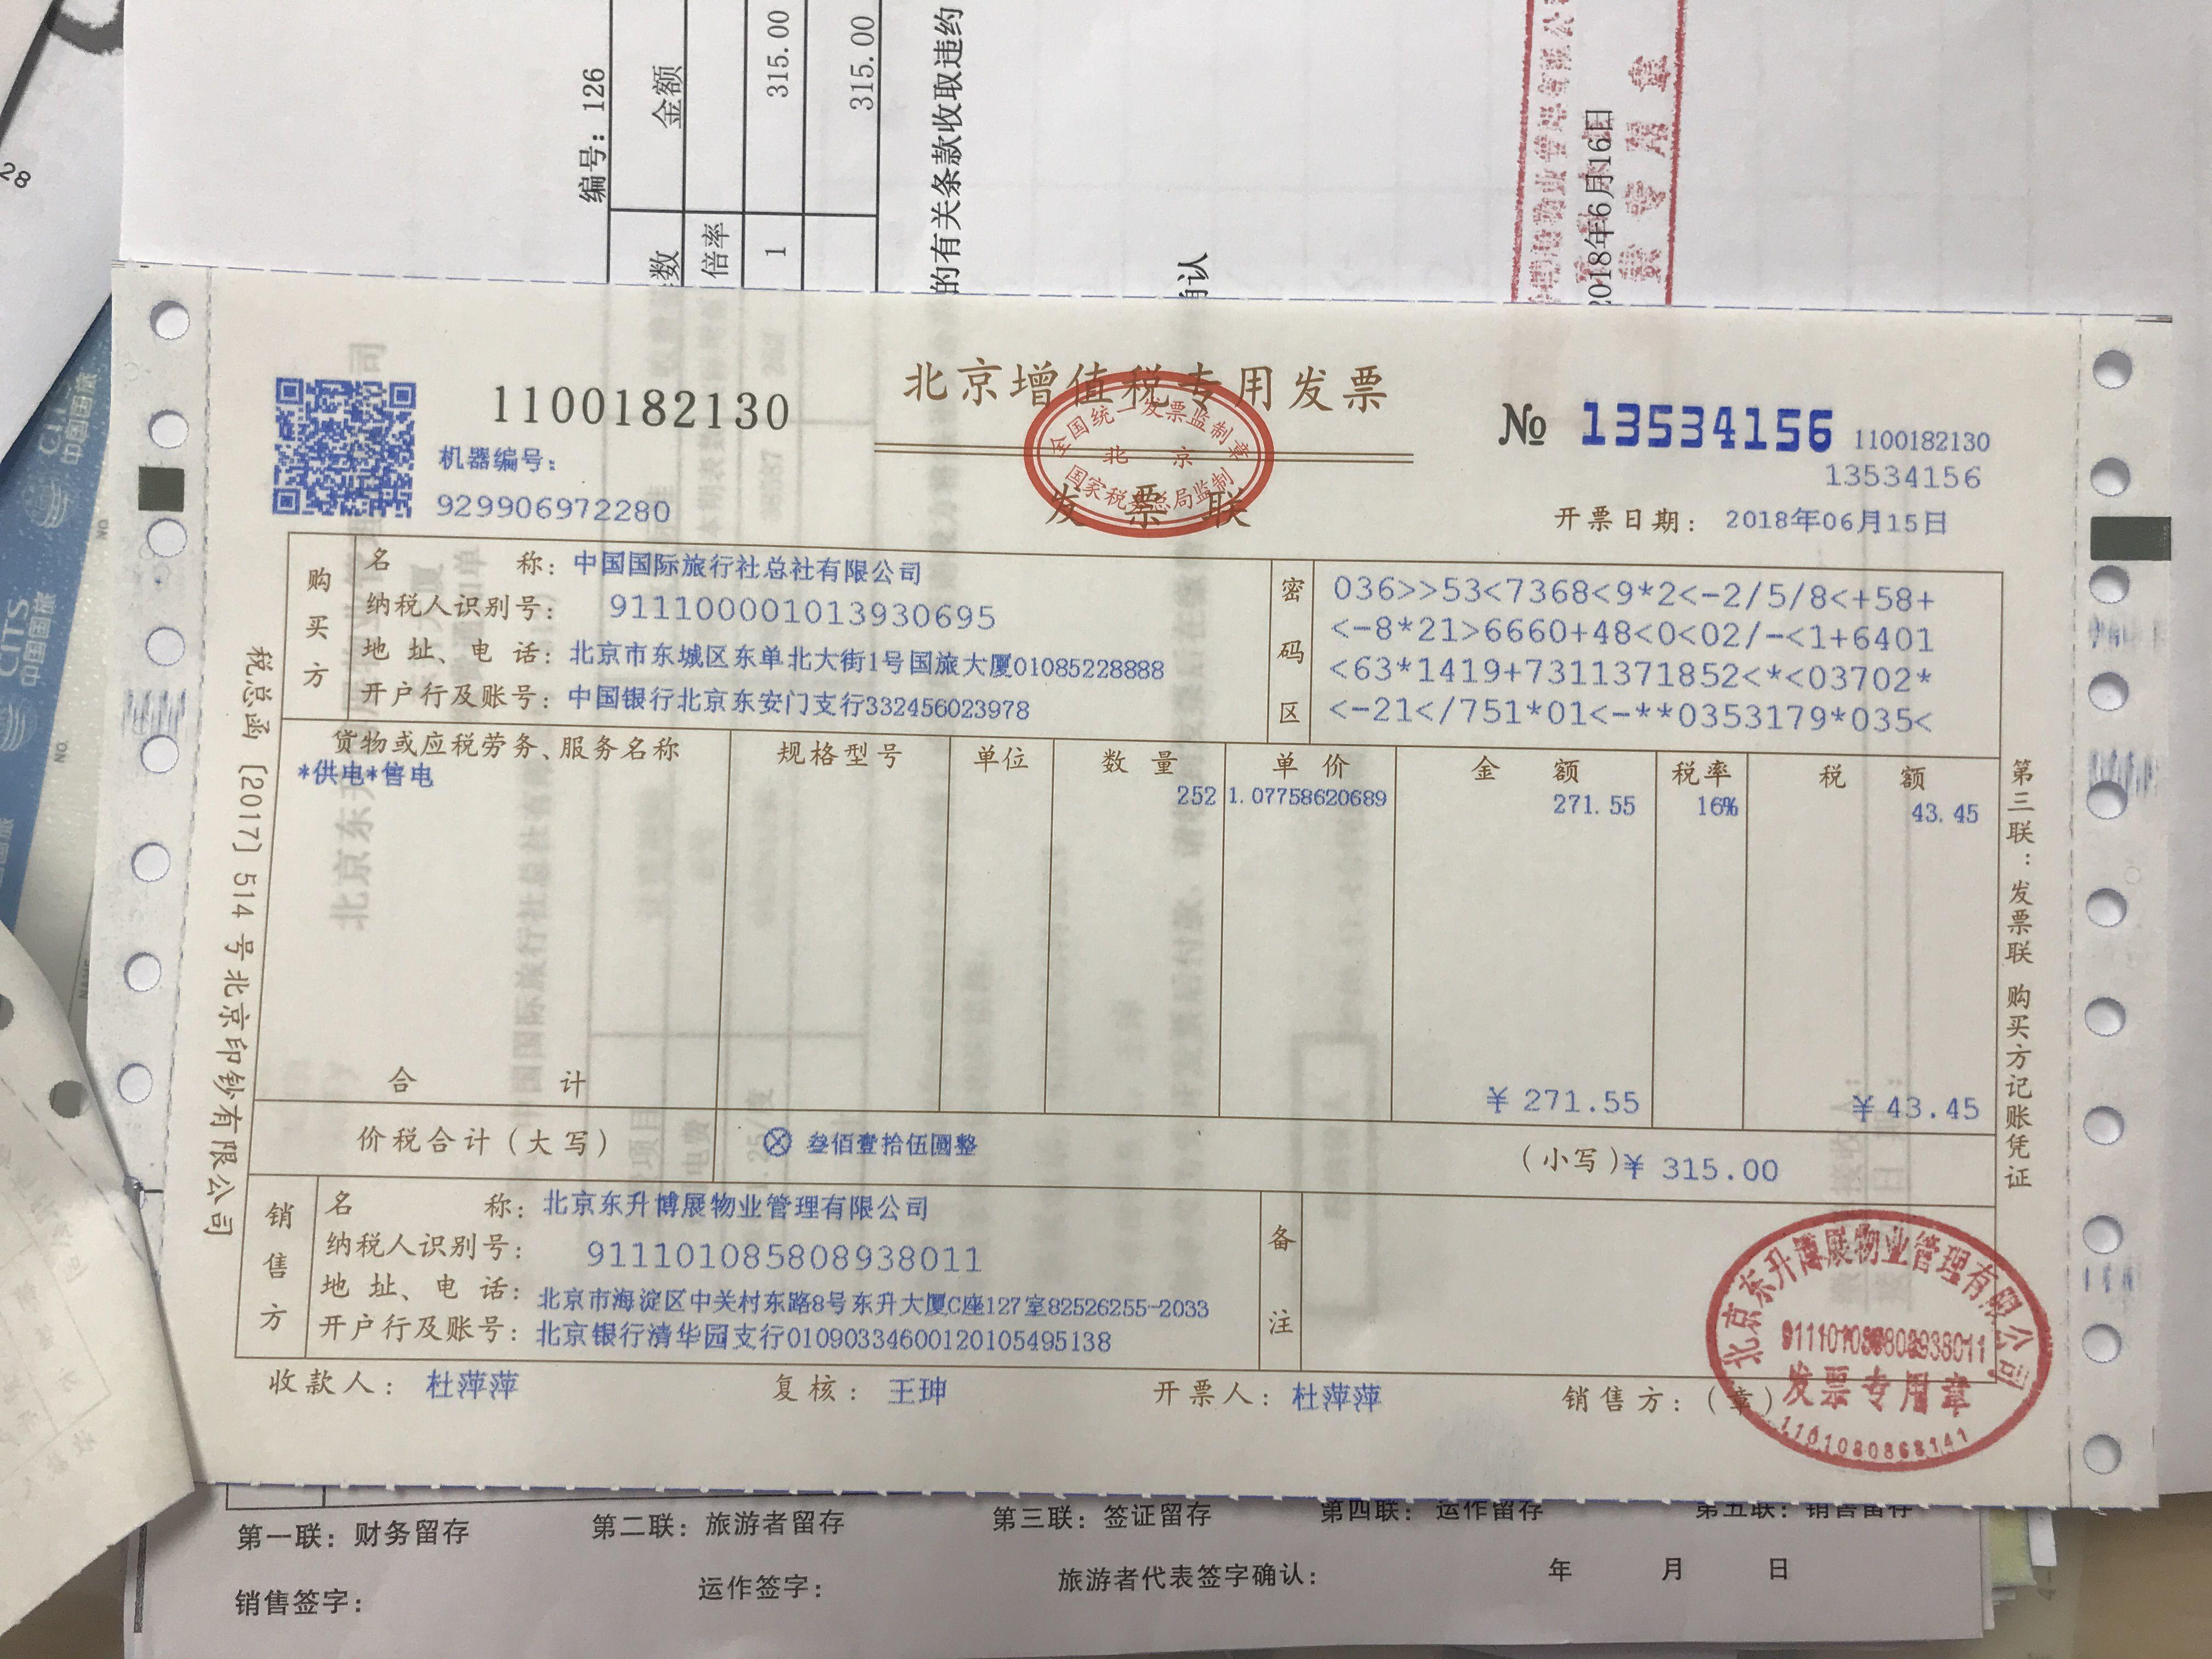 28
编号: 126
金额
数
倍率
1
315.00
315.00
的有关条款收取违约
确认
2018年6月16日
CITS
中国国旅
NO.
1100182130
机器编号:
929906972280
北京增值税专用发票
全国统一发票监制章
北京
国家税务总局监制
发票联
№ 13534156
1100182130
13534156
开票日期: 2018年06月15日
购买方
名称: 中国国际旅行社总社有限公司
纳税人识别号: 911100001013930695
地址、电话: 北京市东城区东单北大街1号国旅大厦01085228888
开户行及账号: 中国银行北京东安门支行332456023978
密码区
036>>53<7368<9*2<-2/5/8<+58+
<-8*21>6660+48<0<02/-<1+6401
<63*1419+7311371852<*<03702*
<-21</751*01<-**0353179*035<
货物或应税劳务、服务名称 规格型号 单位 数量 单价 金额 税率 税额
*供电*售电 252 1.07758620689 271.55 16% 43.45
合计 ¥271.55 ¥43.45
价税合计(大写) ⊗ 叁佰壹拾伍圆整 (小写)¥315.00
销售方
名称: 北京东升博展物业管理有限公司
纳税人识别号: 911101085808938011
地址、电话: 北京市海淀区中关村东路8号东升大厦C座127室82526255-2033
开户行及账号: 北京银行清华园支行01090334600120105495138
备注
收款人: 杜萍萍 复核: 王珅 开票人: 杜萍萍 销售方:(章)
北京东升博展物业管理有限公司
911101085808938011
发票专用章
1101080868141
税总函〔2017〕514号北京印钞有限公司
第三联:发票联 购买方记账凭证
第一联: 财务留存 第二联: 旅游者留存 第三联: 签证留存 第四联: 运作留存 第五联: 销售留存
销售签字: 运作签字: 旅游者代表签字确认: 年 月 日